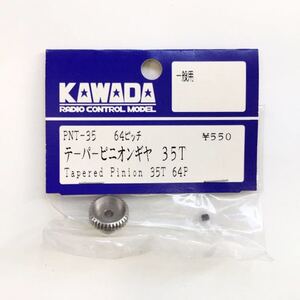 KAWADA
RADIO CONTROL MODEL
一般用
PNT-35 64ピッチ ¥550
テーパーピニオンギヤ 35T
Tapered Pinion 35T 64P